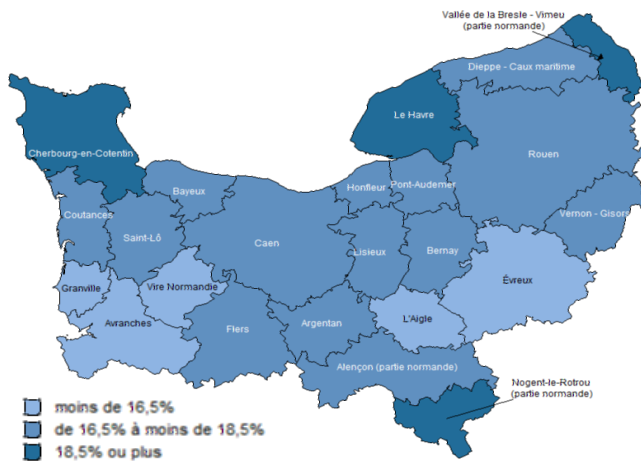 Vallée de la Bresle - Vimeu
(partie normande)
Dieppe - Caux maritime
Le Havre
Cherbourg-en-Cotentin
Rouen
Bayeux
Honfleur
Pont-Audemer
Coutances
Vernon - Gisors
Saint-Lô
Caen
Lisieux
Bernay
Granville
Vire Normandie
Évreux
Avranches
Flers
Argentan
L'Aigle
Alençon (partie normande)
Nogent-le-Rotrou
(partie normande)
moins de 16,5%
de 16,5% à moins de 18,5%
18,5% ou plus